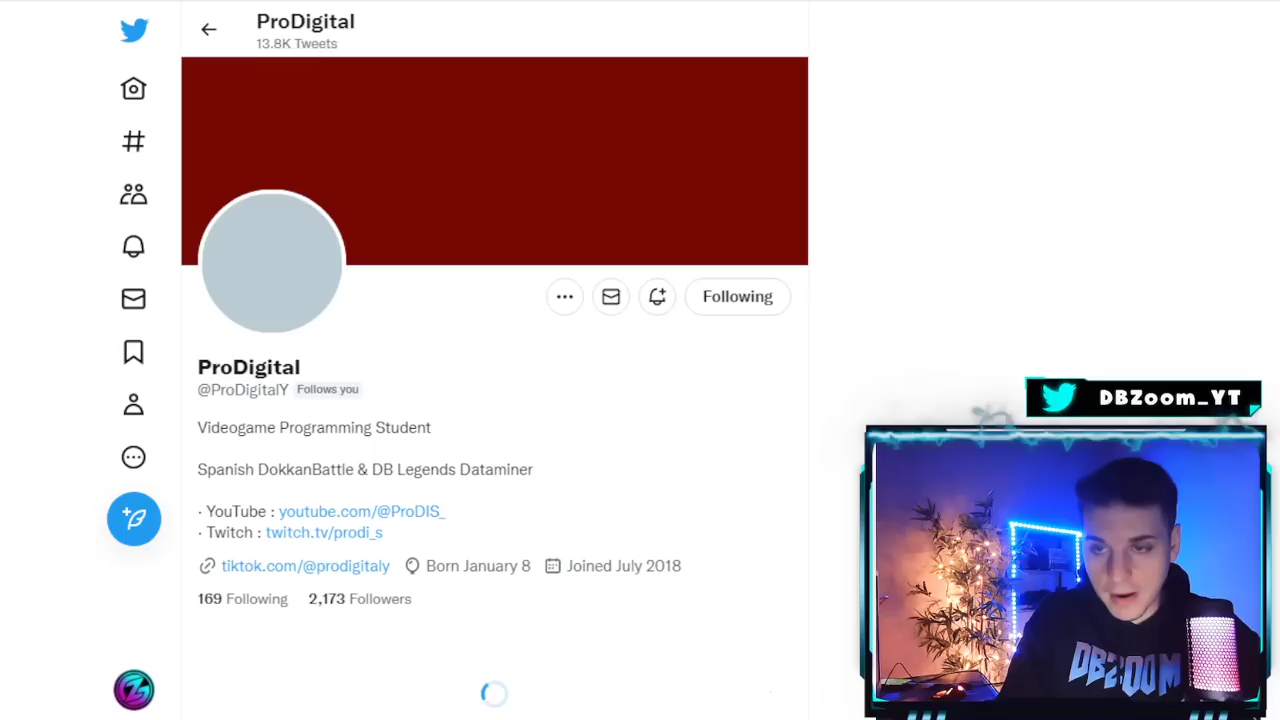 ProDigital
13.8K Tweets
Following
ProDigital
@ProDigitalY Follows you
Videogame Programming Student
Spanish DokkanBattle & DB Legends Dataminer
· YouTube : youtube.com/@ProDIS_
· Twitch : twitch.tv/prodi_s
tiktok.com/@prodigitaly Born January 8 Joined July 2018
169 Following 2,173 Followers
DBZoom_YT
DBZOOM